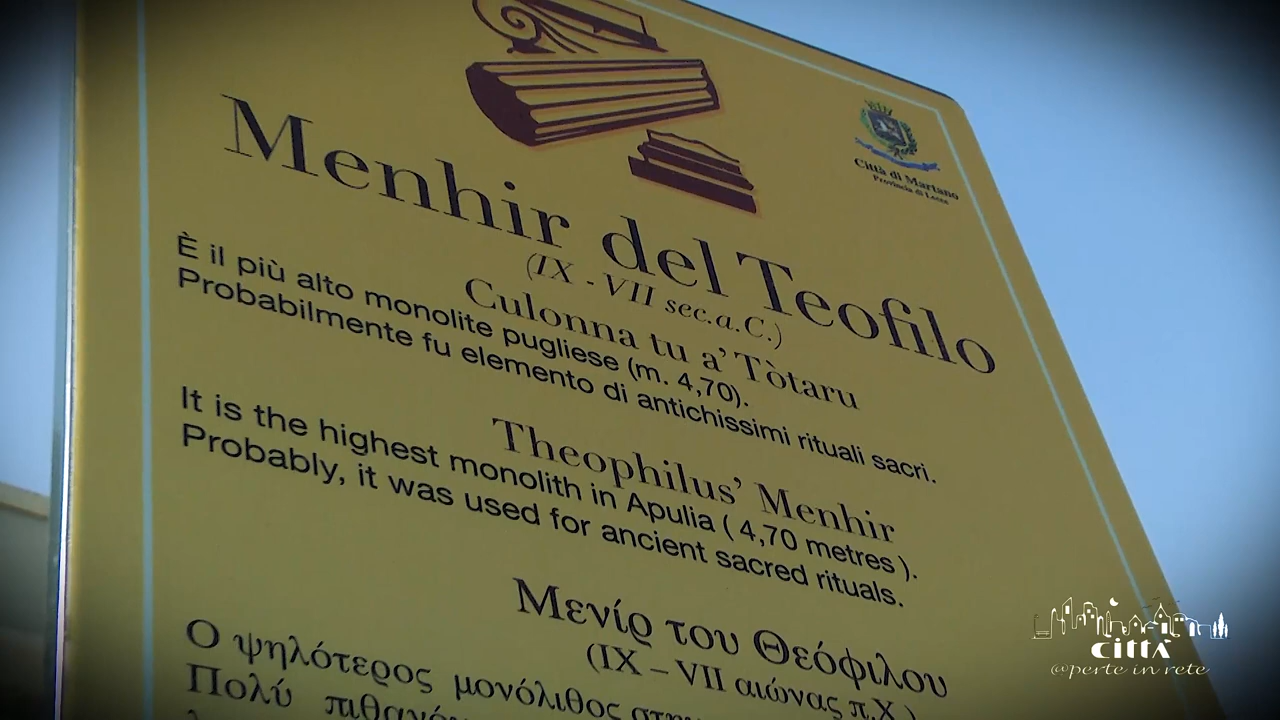 Città di Martano
Provincia di Lecce
Menhir del Teofilo
(IX - VII sec.a.C.)
Culonna tu a' Tòtaru
È il più alto monolite pugliese (m. 4,70).
Probabilmente fu elemento di antichissimi rituali sacri.
Theophilus' Menhir
It is the highest monolith in Apulia ( 4,70 metres ).
Probably, it was used for ancient sacred rituals.
Μενίρ του Θεόφιλου
(IX – VII αιώνας π.Χ.)
Ο ψηλότερος μονόλιθος
Πολύ
città
@perte in rete